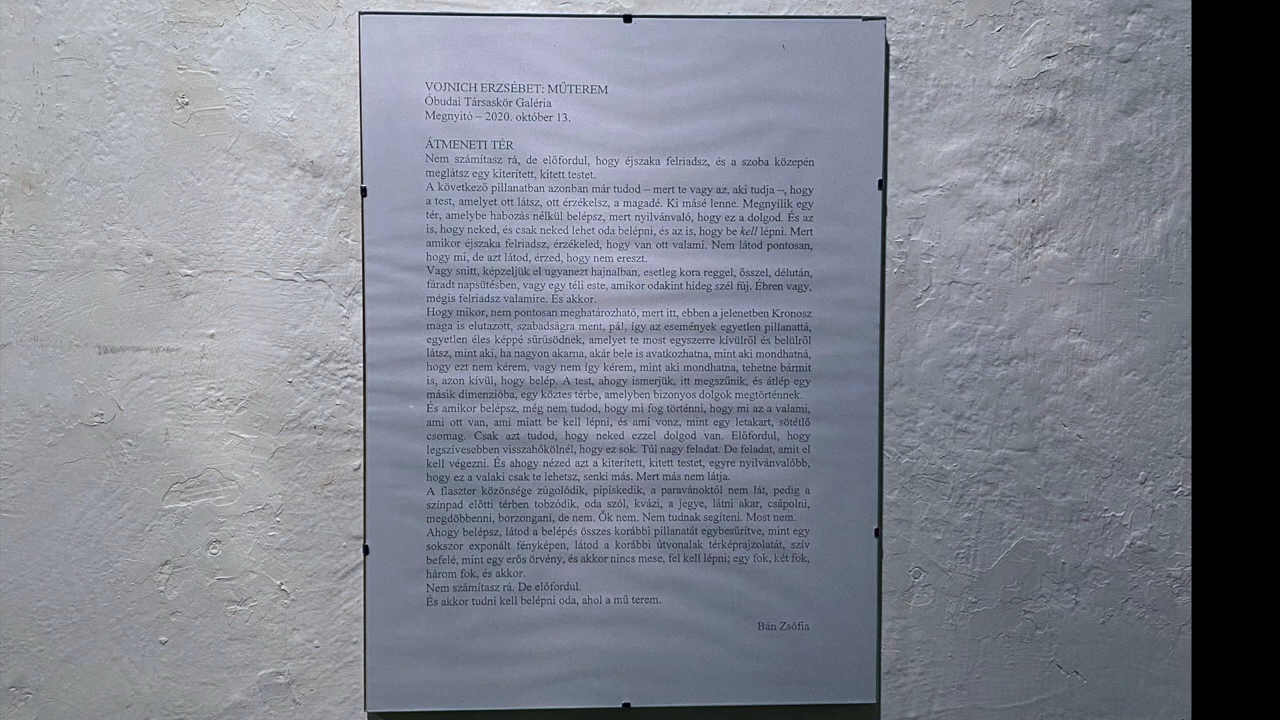 VOJNICH ERZSÉBET: MŰTEREM
Óbudai Társaskör Galéria
Megnyitó – 2020. október 13.
ÁTMENETI TÉR
Nem számítasz rá, de előfordul, hogy éjszaka felriadsz, és a szoba közepén
meglátsz egy kiterített, kitett testet.
A következő pillanatban azonban már tudod – mert te vagy az, aki tudja –, hogy
a test, amelyet ott látsz, ott érzékelsz, a magadé. Ki másé lenne. Megnyílik egy
tér, amelybe habozás nélkül belépsz, mert nyilvánvaló, hogy ez a dolgod. És az
is, hogy neked, és csak neked lehet oda belépni, és az is, hogy be kell lépni. Mert
amikor éjszaka felriadsz, érzékeled, hogy van ott valami. Nem látod pontosan,
hogy mi, de azt látod, érzed, hogy nem ereszt.
Vagy snitt, képzeljük el ugyanezt hajnalban, esetleg kora reggel, ősszel, délután,
fáradt napsütésben, vagy egy téli este, amikor odakint hideg szél fúj. Ébren vagy,
mégis felriadsz valamire. És akkor.
Hogy mikor, nem pontosan meghatározható, mert itt, ebben a jelenetben Kronosz
maga is elutazott, szabadságra ment, pá!, így az események egyetlen pillanattá,
egyetlen éles képpé sűrűsödnek, amelyet te most egyszerre kívülről és belülről
látsz, mint aki, ha nagyon akarna, akár bele is avatkozhatna, mint aki mondhatná,
hogy ezt nem kérem, vagy nem így kérem, mint aki mondhatna, tehetne bármit
is, azon kívül, hogy belép. A test, ahogy ismerjük, itt megszűnik, és átlép egy
másik dimenzióba, egy köztes térbe, amelyben bizonyos dolgok megtörténnek.
És amikor belépsz, még nem tudod, hogy mi fog történni, hogy mi az a valami,
ami ott van, ami miatt be kell lépni, és ami vonz, mint egy letakart, sötétlő
csomag. Csak azt tudod, hogy neked ezzel dolgod van. Előfordul, hogy
legszívesebben visszahőkölnél, hogy ez sok. Túl nagy feladat. De feladat, amit el
kell végezni. És ahogy nézed azt a kiterített, kitett testet, egyre nyilvánvalóbb,
hogy ez a valaki csak te lehetsz, senki más. Mert más nem látja.
A flaszter közönsége zúgolódik, pipiskedik, a paravánoktól nem lát, pedig a
színpad előtti térben tobzódik, oda szól, kvázi, a jegye, látni akar, csápolni,
megdöbbenni, borzongani, de nem. Ők nem. Nem tudnak segíteni. Most nem.
Ahogy belépsz, látod a belépés összes korábbi pillanatát egybesűrítve, mint egy
sokszor exponált fényképen, látod a korábbi útvonalak térképrajzolatát, szív
befelé, mint egy erős örvény, és akkor nincs mese, fel kell lépni; egy fok, két fok,
három fok, és akkor.
Nem számítasz rá. De előfordul.
És akkor tudni kell belépni oda, ahol a mű terem.
Bán Zsófia